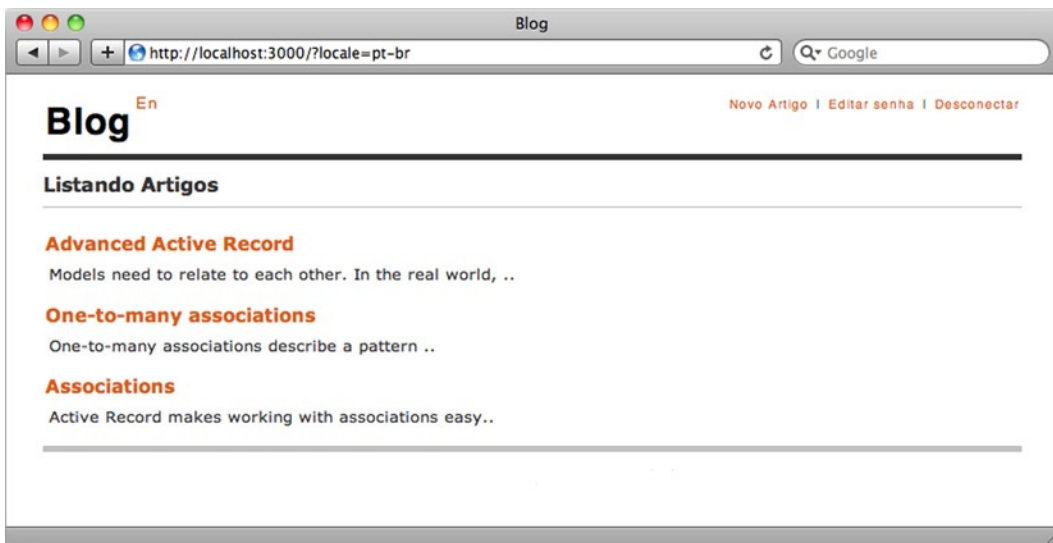 Blog
http://localhost:3000/?locale=pt-br
Google
Blog En
Novo Artigo | Editar senha | Desconectar
Listando Artigos
Advanced Active Record
Models need to relate to each other. In the real world, ..
One-to-many associations
One-to-many associations describe a pattern ..
Associations
Active Record makes working with associations easy..